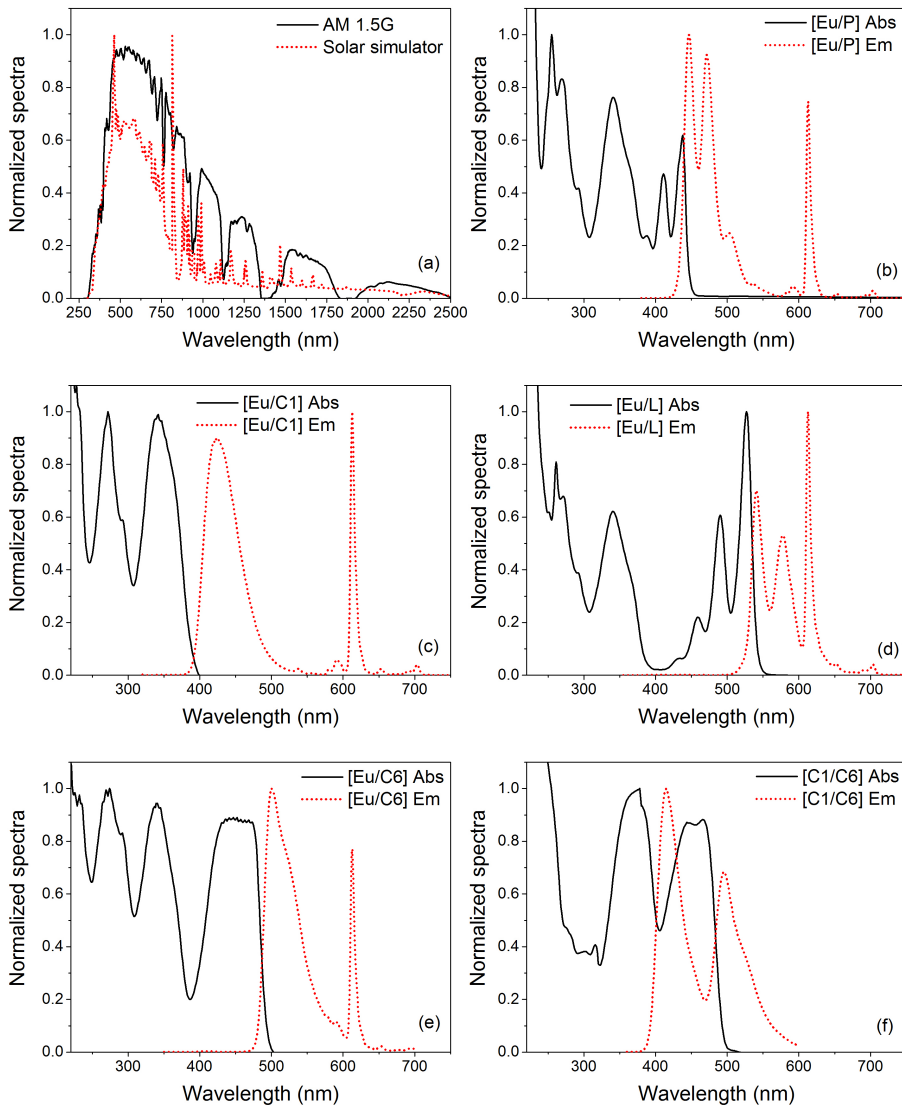 AM 1.5G
Solar simulator
1.0
0.8
0.6
0.4
0.2
0.0
Normalized spectra
(a)
250 500 750 1000 1250 1500 1750 2000 2250 2500
Wavelength (nm)
[Eu/P] Abs
[Eu/P] Em
1.0
0.8
0.6
0.4
0.2
0.0
Normalized spectra
(b)
300 400 500 600 700
Wavelength (nm)
[Eu/C1] Abs
[Eu/C1] Em
1.0
0.8
0.6
0.4
0.2
0.0
Normalized spectra
(c)
300 400 500 600 700
Wavelength (nm)
[Eu/L] Abs
[Eu/L] Em
1.0
0.8
0.6
0.4
0.2
0.0
Normalized spectra
(d)
300 400 500 600 700
Wavelength (nm)
[Eu/C6] Abs
[Eu/C6] Em
1.0
0.8
0.6
0.4
0.2
0.0
Normalized spectra
(e)
300 400 500 600 700
Wavelength (nm)
[C1/C6] Abs
[C1/C6] Em
1.0
0.8
0.6
0.4
0.2
0.0
Normalized spectra
(f)
300 400 500 600 700
Wavelength (nm)